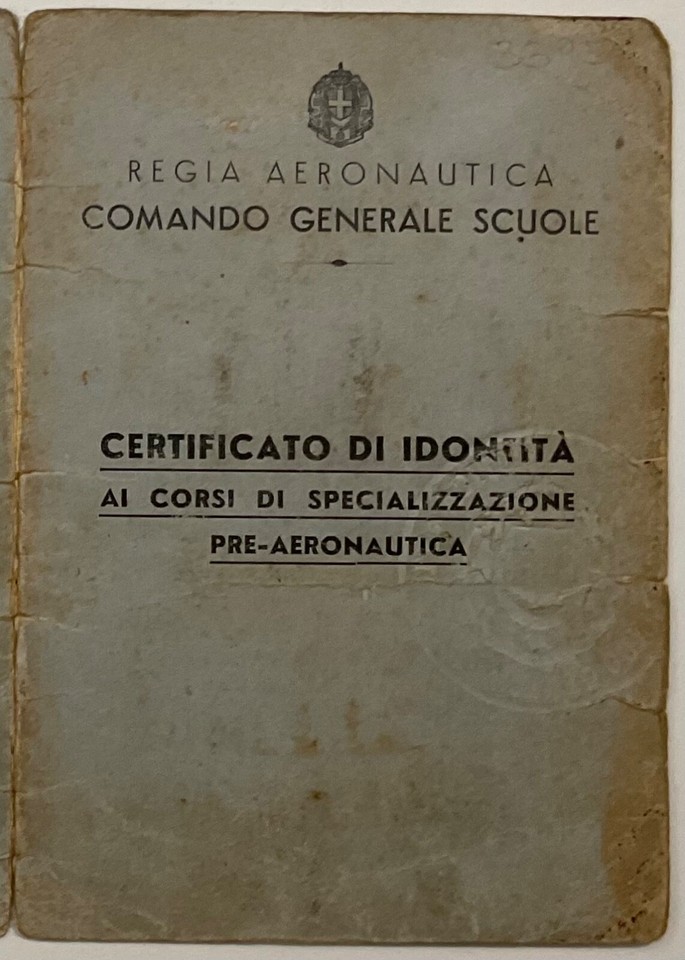 REGIA AERONAUTICA
COMANDO GENERALE SCUOLE
CERTIFICATO DI IDONEITÀ
AI CORSI DI SPECIALIZZAZIONE
PRE-AERONAUTICA